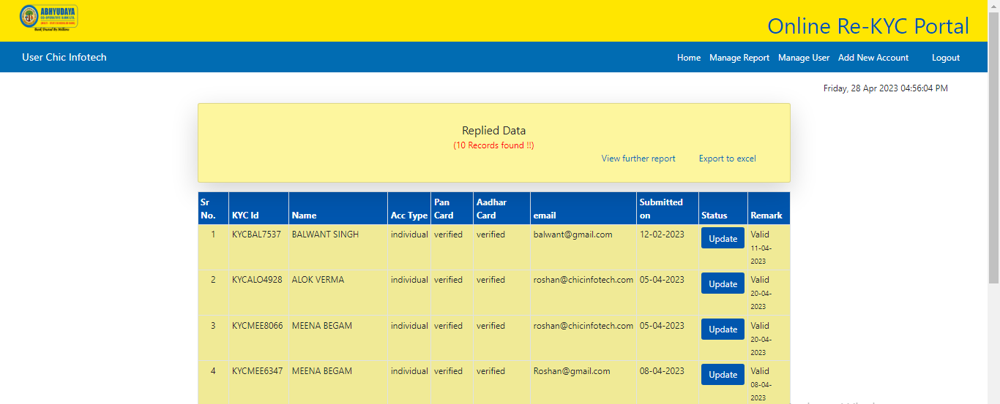 ABHYUDAYA
CO-OPERATIVE BANK LTD.
Bank Trusted By Millions
Online Re-KYC Portal
User Chic Infotech
Home Manage Report Manage User Add New Account Logout
Friday, 28 Apr 2023 04:56:04 PM
Replied Data
(10 Records found !!)
View further report Export to excel
Sr No. KYC Id Name Acc Type Pan Card Aadhar Card email Submitted on Status Remark
1 KYCBAL7537 BALWANT SINGH individual verified verified balwant@gmail.com 12-02-2023 Update Valid
11-04-
2023
2 KYCALO4928 ALOK VERMA individual verified verified roshan@chicinfotech.com 05-04-2023 Update Valid
20-04-
2023
3 KYCMEE8066 MEENA BEGAM individual verified verified roshan@chicinfotech.com 05-04-2023 Update Valid
20-04-
2023
4 KYCMEE6347 MEENA BEGAM individual verified verified Roshan@gmail.com 08-04-2023 Update Valid
08-04-
2023